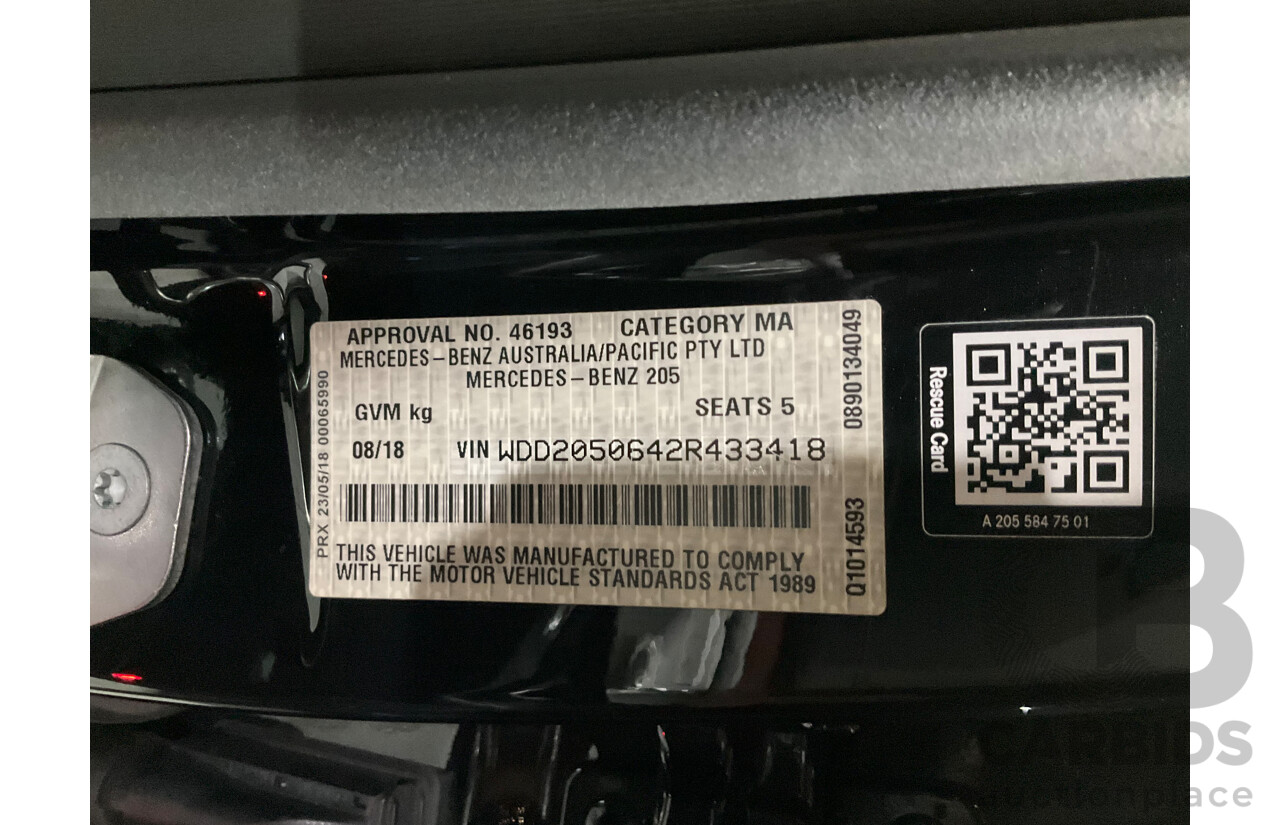 APPROVAL NO. 46193 CATEGORY MA
MERCEDES-BENZ AUSTRALIA/PACIFIC PTY LTD
MERCEDES-BENZ 205
GVM kg SEATS 5
08/18 VIN WDD2050642R433418
THIS VEHICLE WAS MANUFACTURED TO COMPLY
WITH THE MOTOR VEHICLE STANDARDS ACT 1989
PRX 23/05/18 00065990
0890134049
Q1014593
Rescue Card
A 205 584 75 01
B
CARBIDS
auctionplace